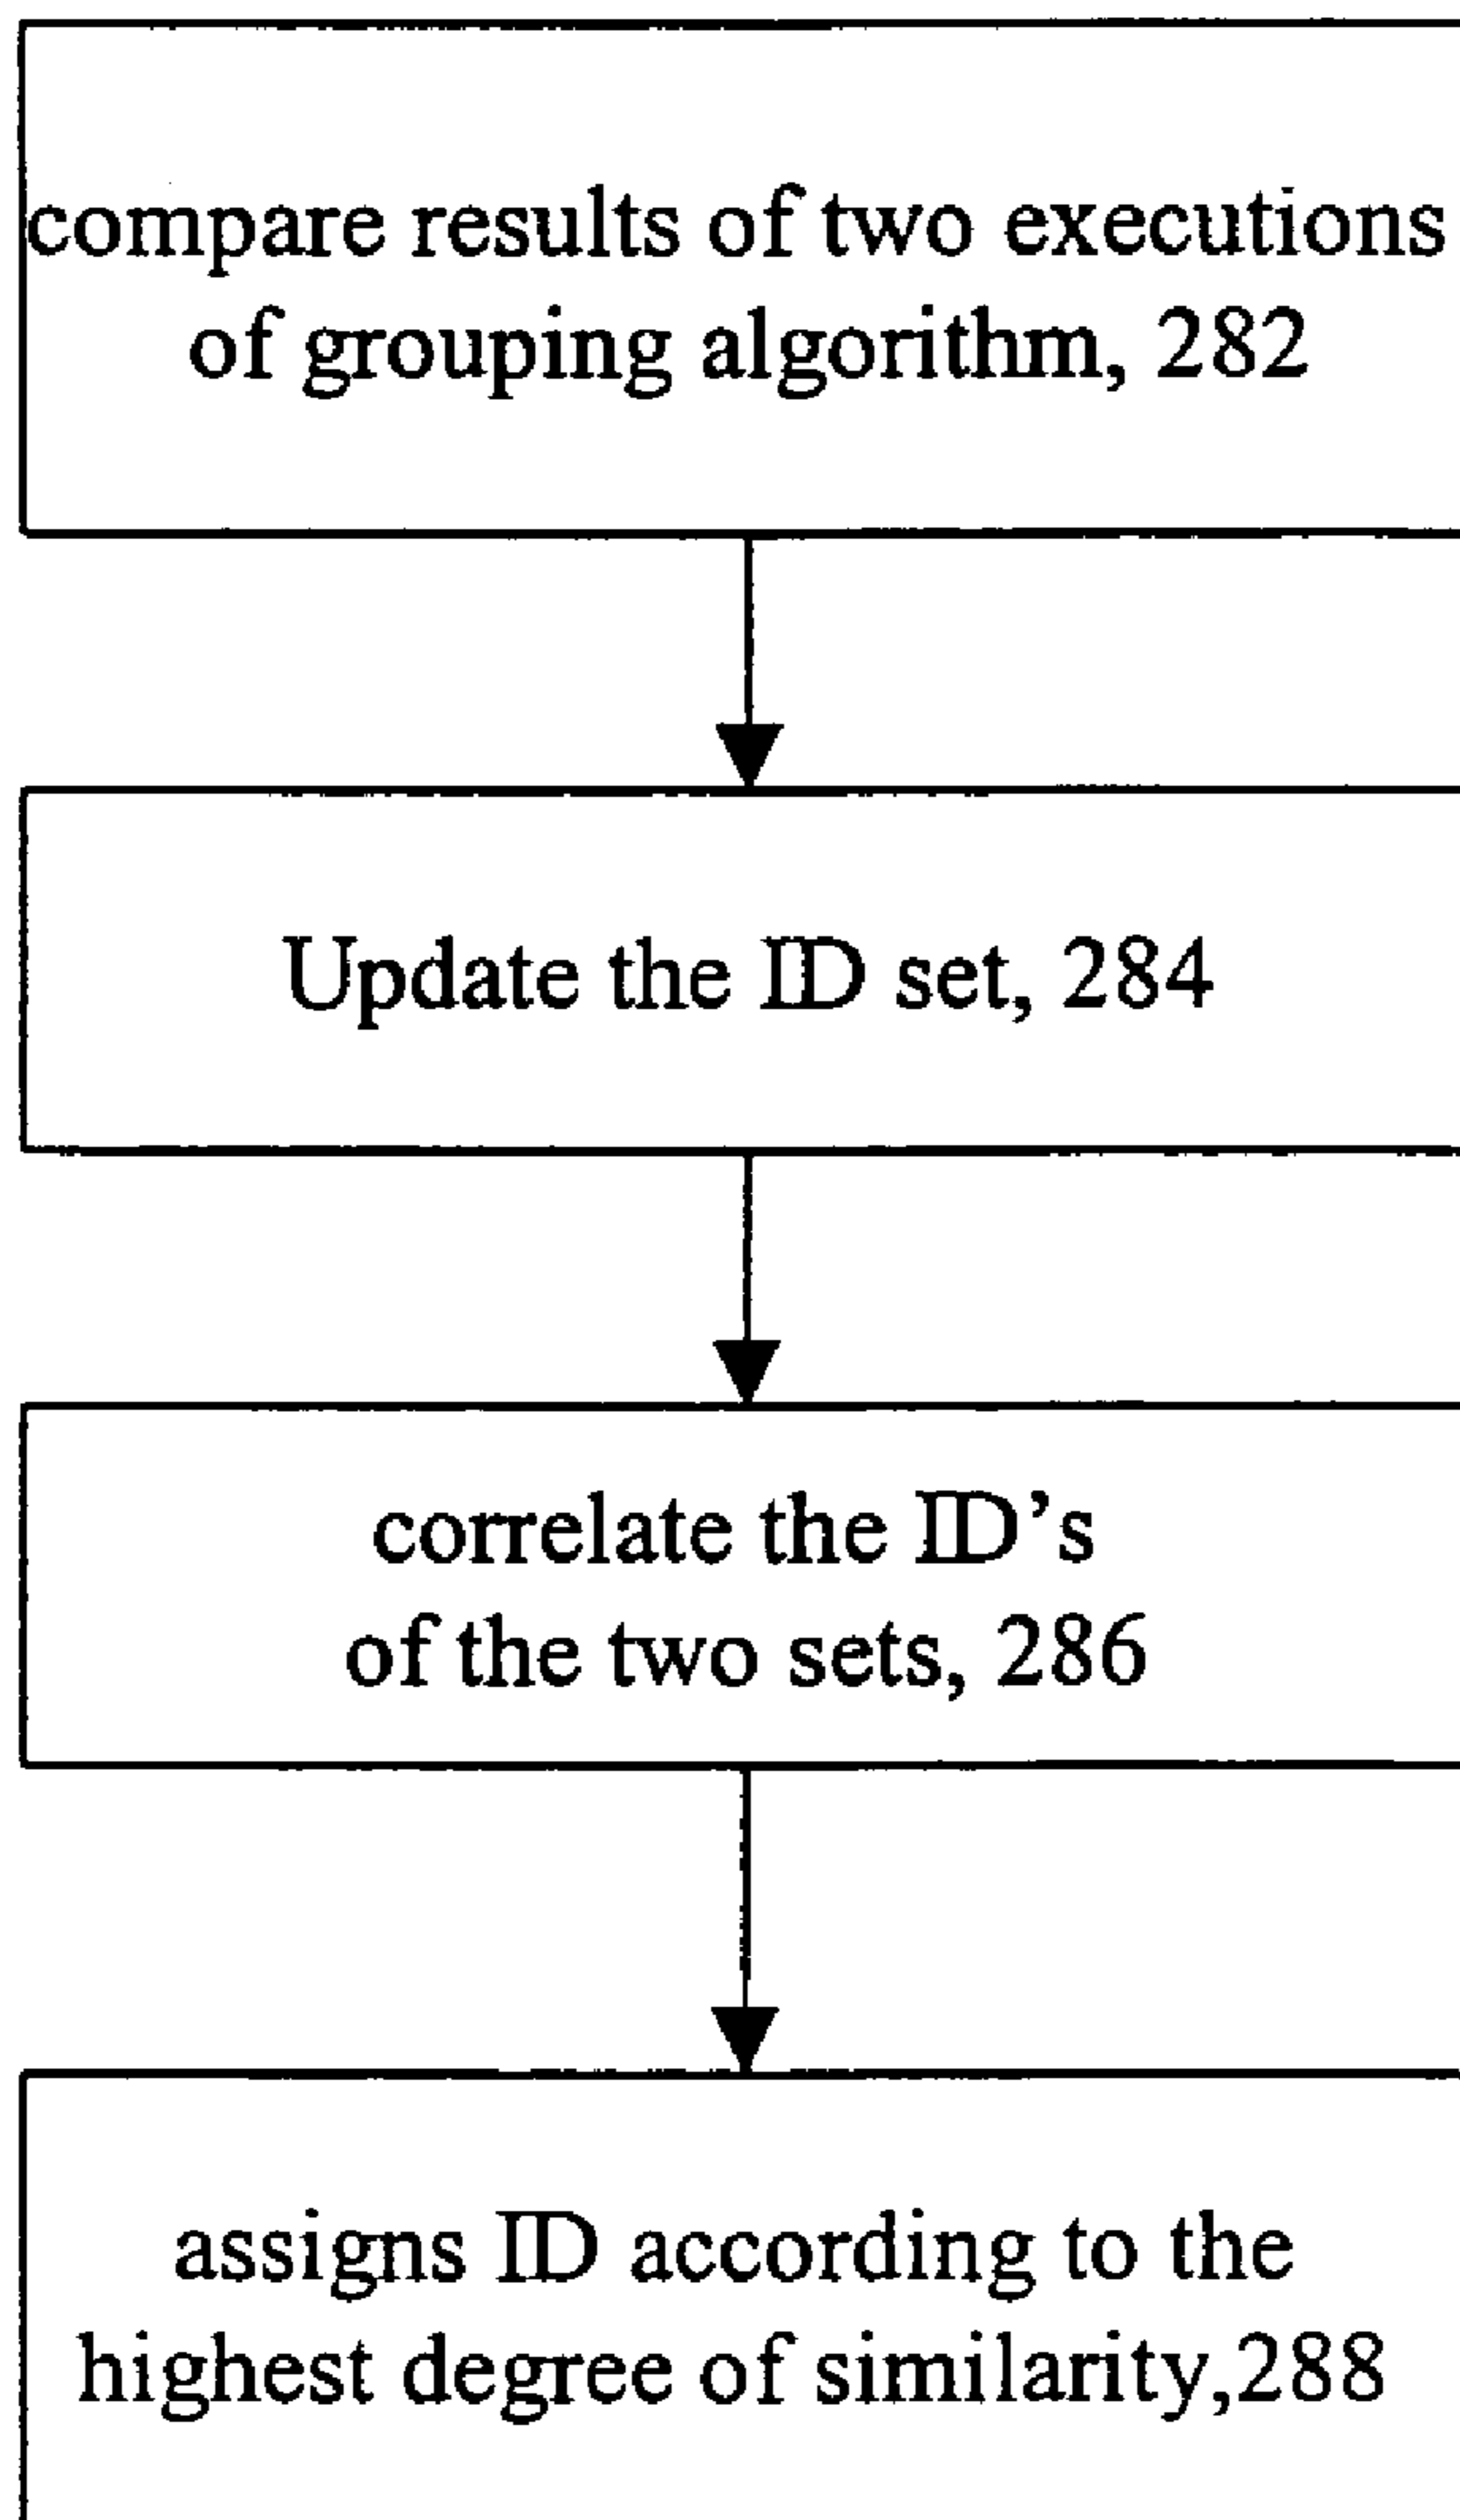 compare results of two executions
of grouping algorithm, 282
Update the ID set, 284
correlate the ID's
of the two sets, 286
assigns ID according to the
highest degree of similarity,288